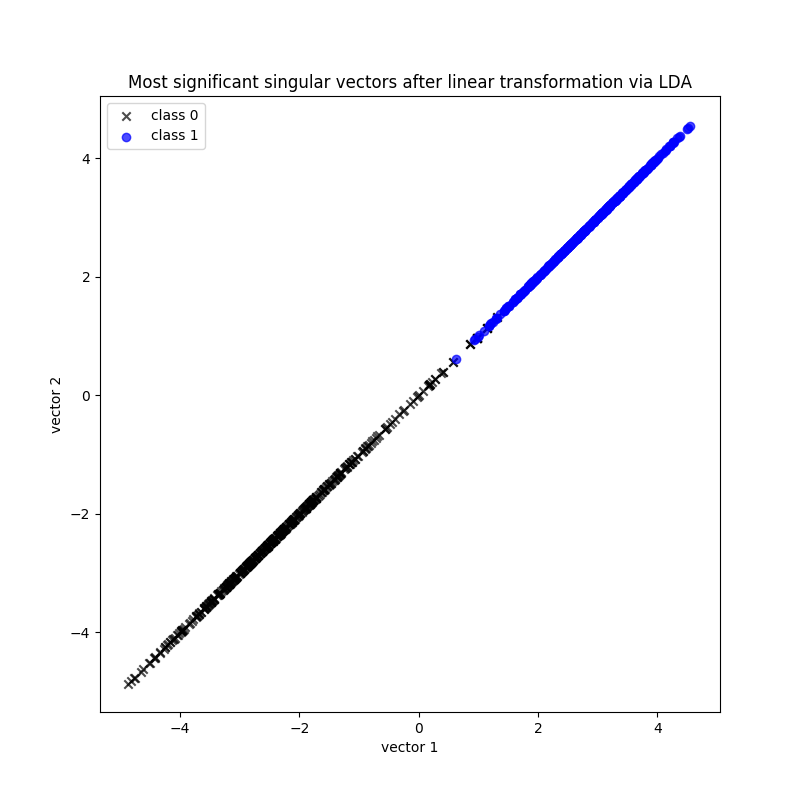 Most significant singular vectors after linear transformation via LDA
class 0
class 1
4
2
0
−2
−4
vector 2
−4
−2
0
2
4
vector 1